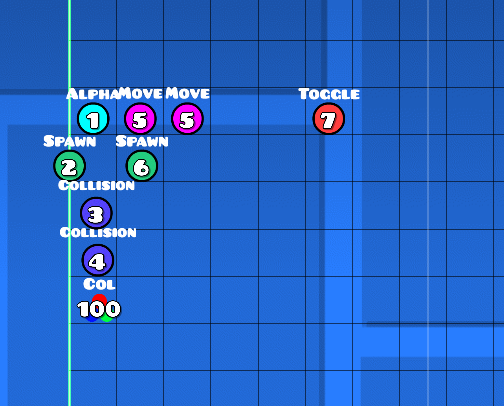 ALPHA MOVE MOVE TOGGLE
1 5 5 7
SPAWN SPAWN
2 6
COLLISION
3
COLLISION
4
COL
100